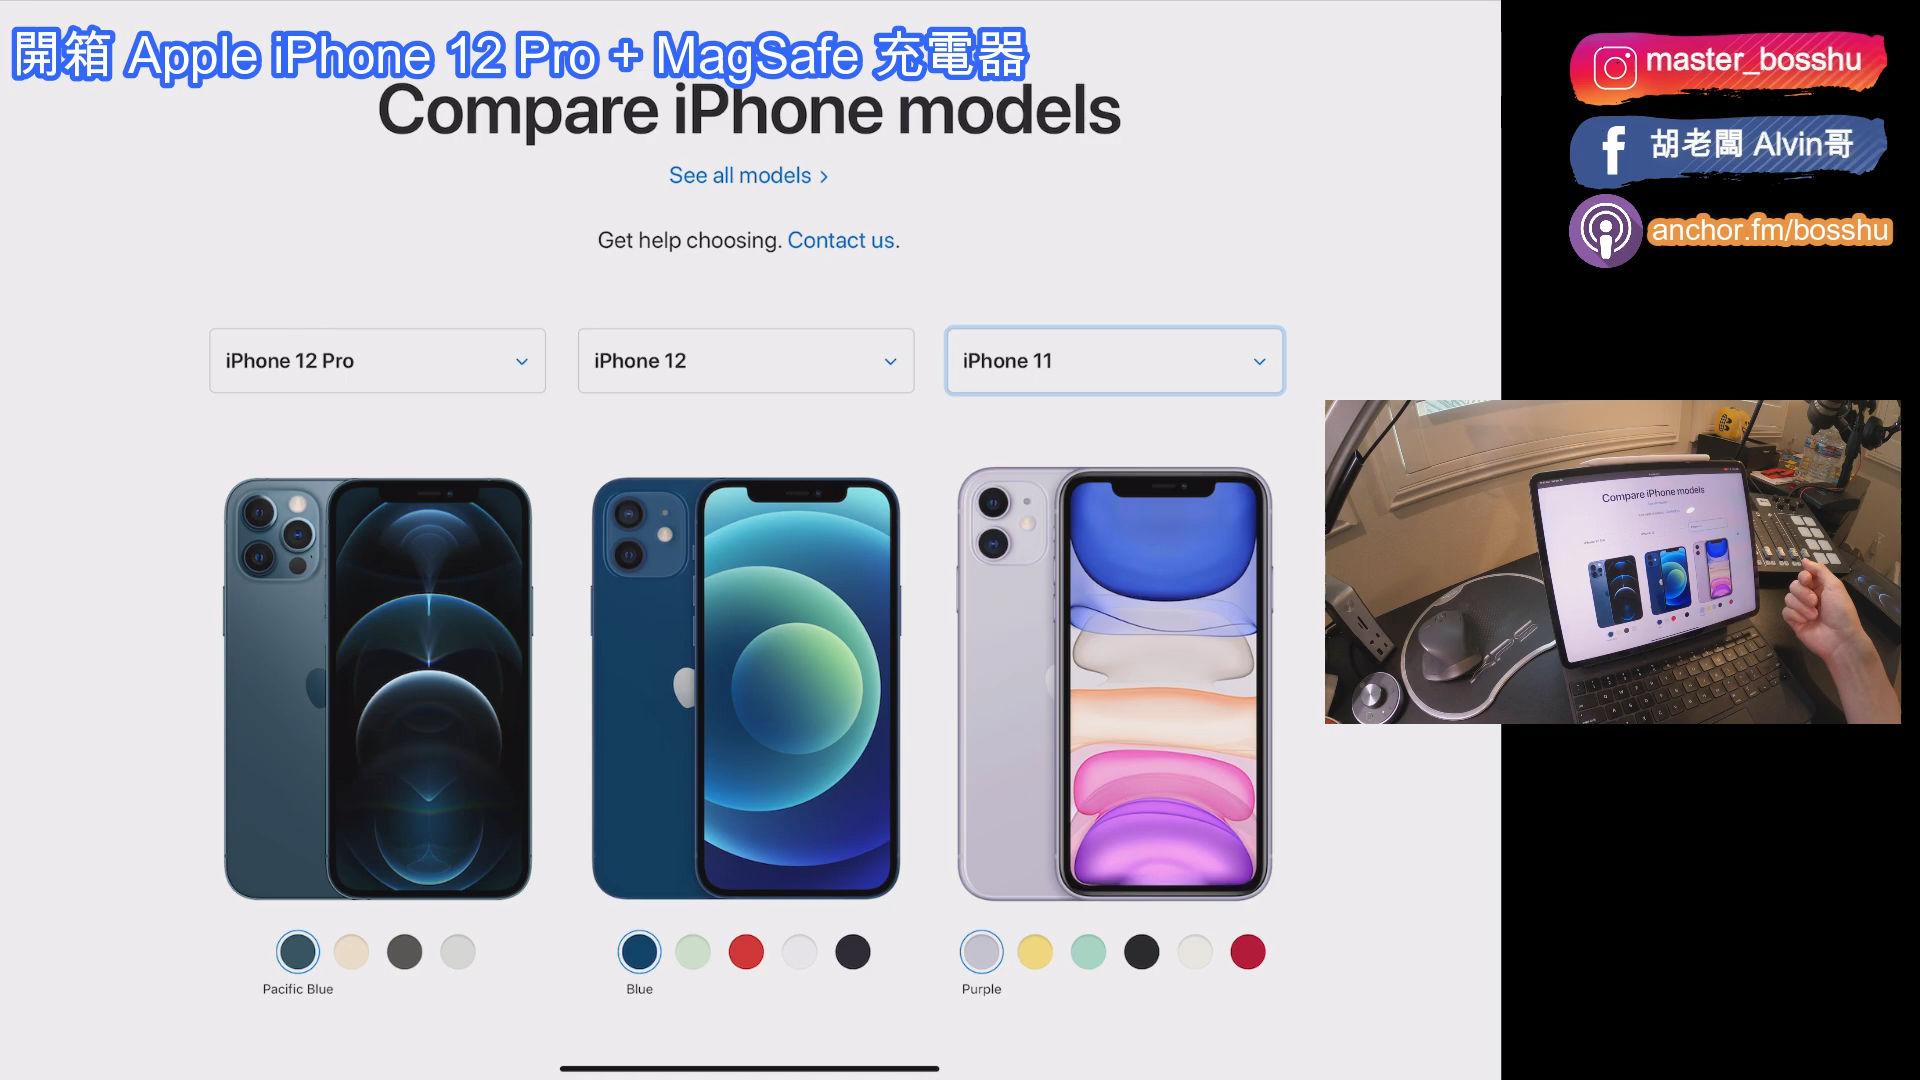 開箱 Apple iPhone 12 Pro + MagSafe 充電器
Compare iPhone models
See all models >
Get help choosing. Contact us.
iPhone 12 Pro
iPhone 12
iPhone 11
Pacific Blue
Blue
Purple
master_bosshu
胡老闆 Alvin哥
anchor.fm/bosshu
Compare iPhone models